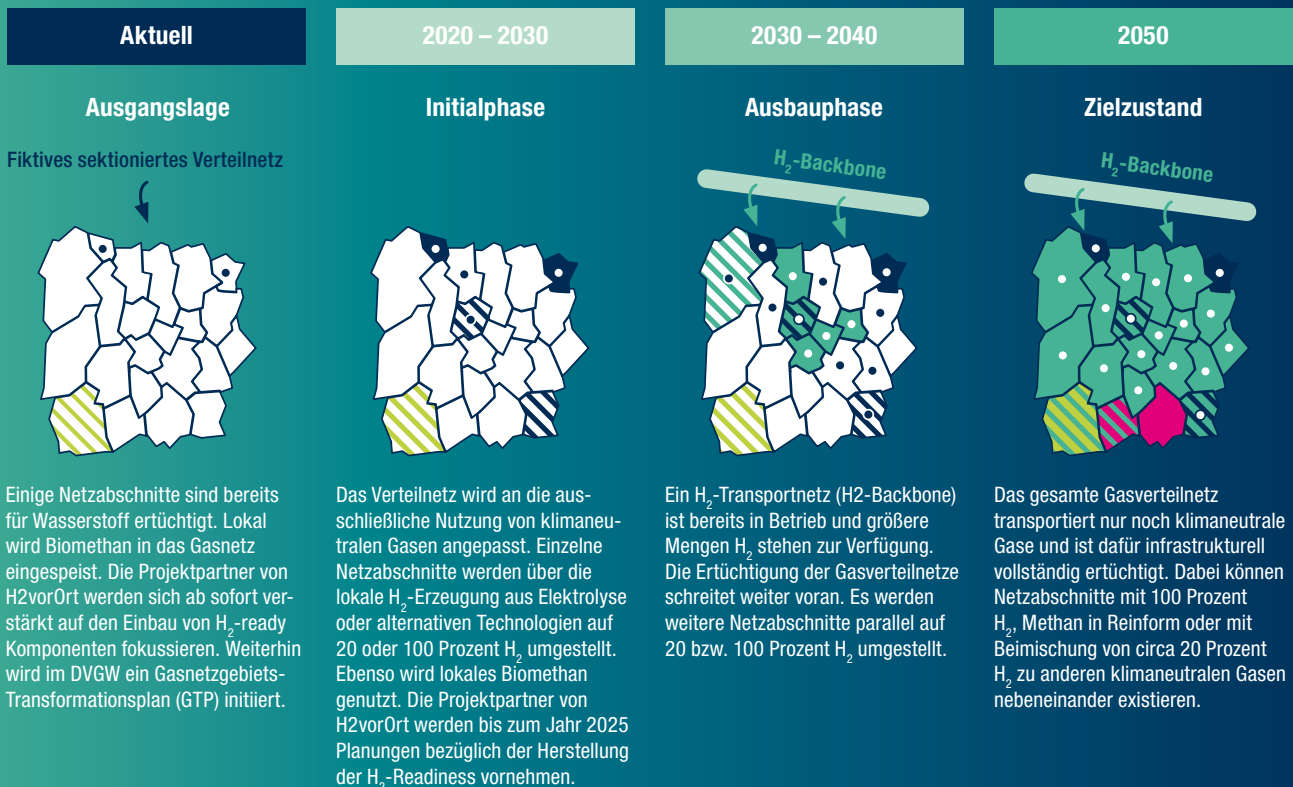 Aktuell
Ausgangslage
Fiktives sektioniertes Verteilnetz
Einige Netzabschnitte sind bereits
für Wasserstoff ertüchtigt. Lokal
wird Biomethan in das Gasnetz
eingespeist. Die Projektpartner von
H2vorOrt werden sich ab sofort ver-
stärkt auf den Einbau von H₂-ready
Komponenten fokussieren. Weiterhin
wird im DVGW ein Gasnetzgebiets-
Transformationsplan (GTP) initiiert.
2020 – 2030
Initialphase
Das Verteilnetz wird an die aus-
schließliche Nutzung von klimaneu-
tralen Gasen angepasst. Einzelne
Netzabschnitte werden über die
lokale H₂-Erzeugung aus Elektrolyse
oder alternativen Technologien auf
20 oder 100 Prozent H₂ umgestellt.
Ebenso wird lokales Biomethan
genutzt. Die Projektpartner von
H2vorOrt werden bis zum Jahr 2025
Planungen bezüglich der Herstellung
der H₂-Readiness vornehmen.
2030 – 2040
Ausbauphase
H₂-Backbone
Ein H₂-Transportnetz (H2-Backbone)
ist bereits in Betrieb und größere
Mengen H₂ stehen zur Verfügung.
Die Ertüchtigung der Gasverteilnetze
schreitet weiter voran. Es werden
weitere Netzabschnitte parallel auf
20 bzw. 100 Prozent H₂ umgestellt.
2050
Zielzustand
H₂-Backbone
Das gesamte Gasverteilnetz
transportiert nur noch klimaneutrale
Gase und ist dafür infrastrukturell
vollständig ertüchtigt. Dabei können
Netzabschnitte mit 100 Prozent
H₂, Methan in Reinform oder mit
Beimischung von circa 20 Prozent
H₂ zu anderen klimaneutralen Gasen
nebeneinander existieren.